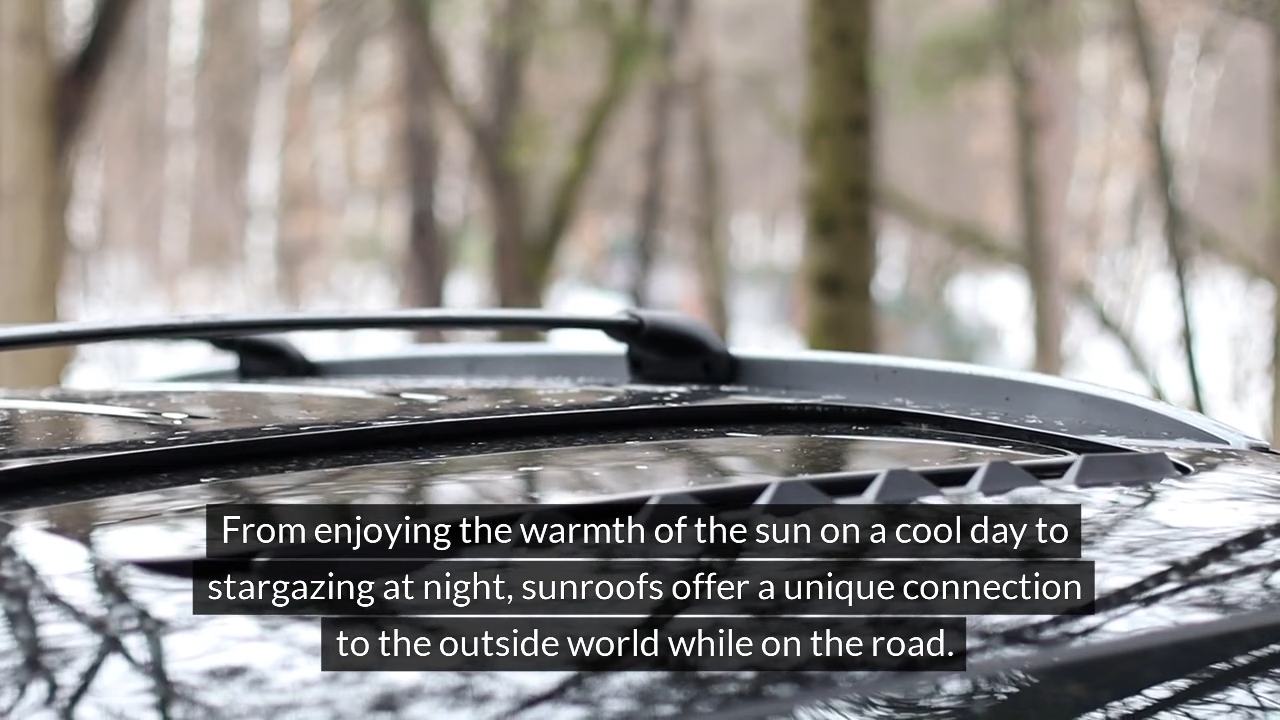 From enjoying the warmth of the sun on a cool day to
stargazing at night, sunroofs offer a unique connection
to the outside world while on the road.